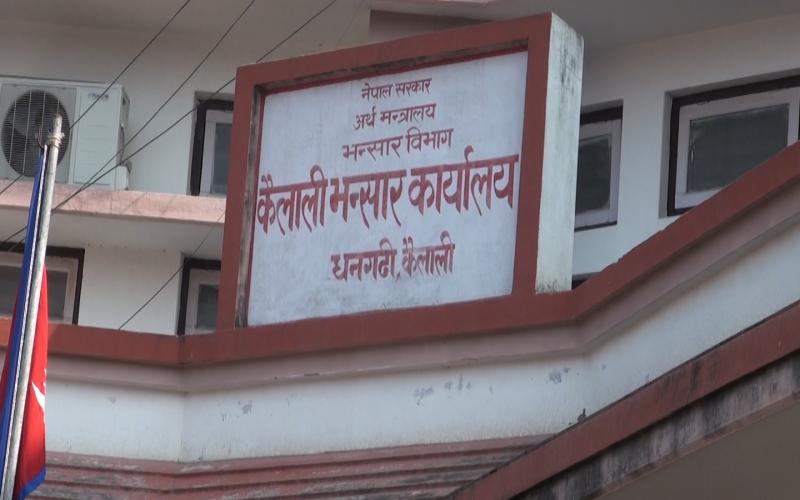 नेपाल सरकार
अर्थ मन्त्रालय
भन्सार विभाग
कैलाली भन्सार कार्यालय
धनगढी, कैलाली